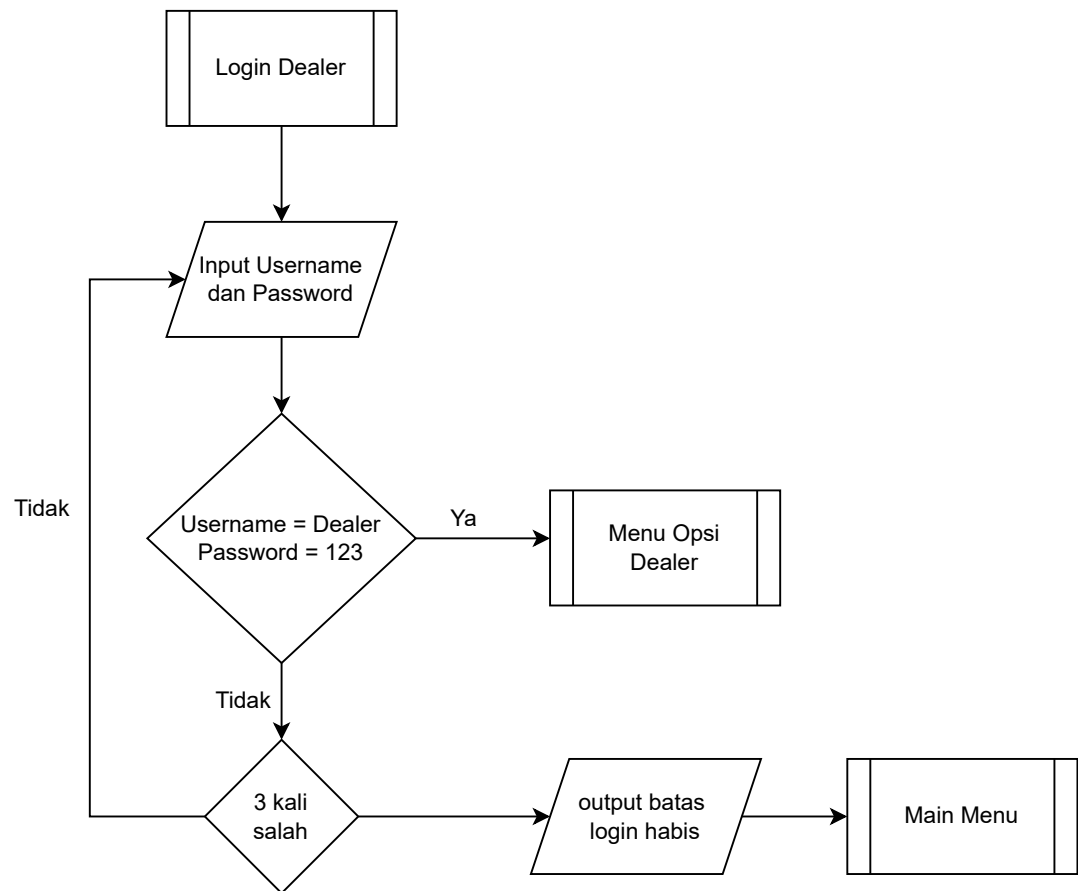 Login Dealer
Input Username
dan Password
Tidak
Username = Dealer
Password = 123
Ya
Menu Opsi
Dealer
Tidak
3 kali
salah
output batas
login habis
Main Menu